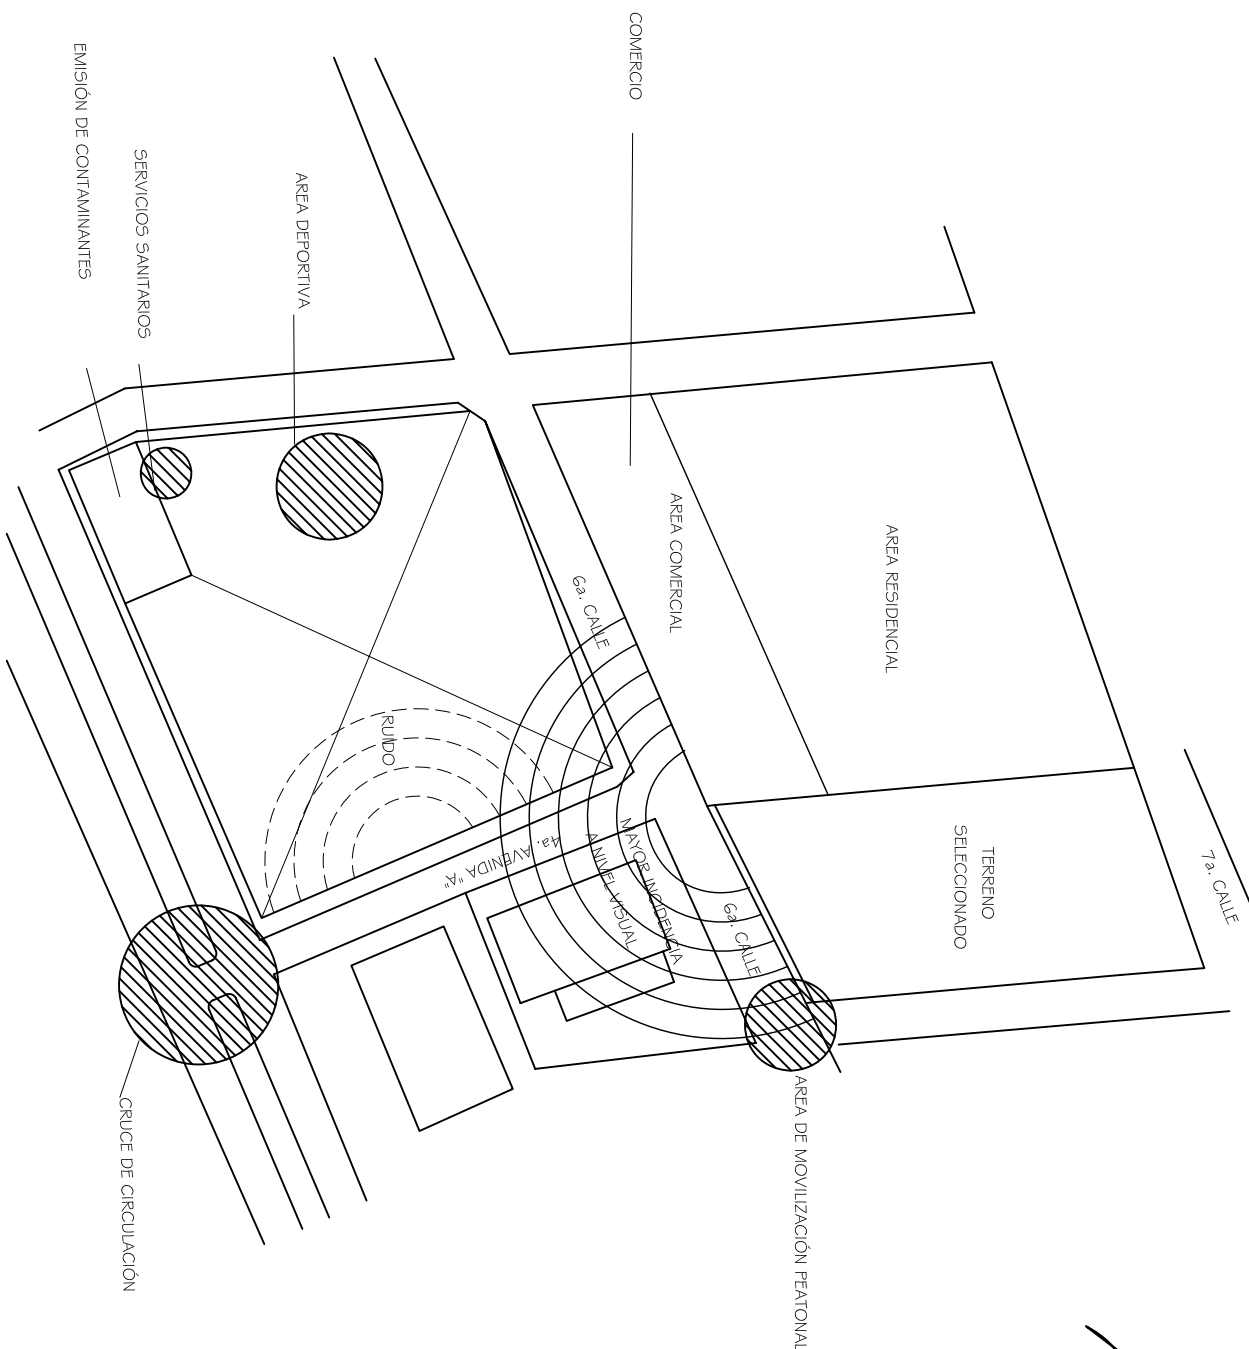 COMERCIO
EMISIÓN DE CONTAMINANTES
SERVICIOS SANITARIOS
AREA DEPORTIVA
AREA COMERCIAL
AREA RESIDENCIAL
6a. CALLE
RUIDO
4a. AVENIDA "A"
MAYOR INCIDENCIA
A NIVEL VISUAL
6a. CALLE
TERRENO
SELECCIONADO
7a. CALLE
CRUCE DE CIRCULACIÓN
AREA DE MOVILIZACIÓN PEATONAL